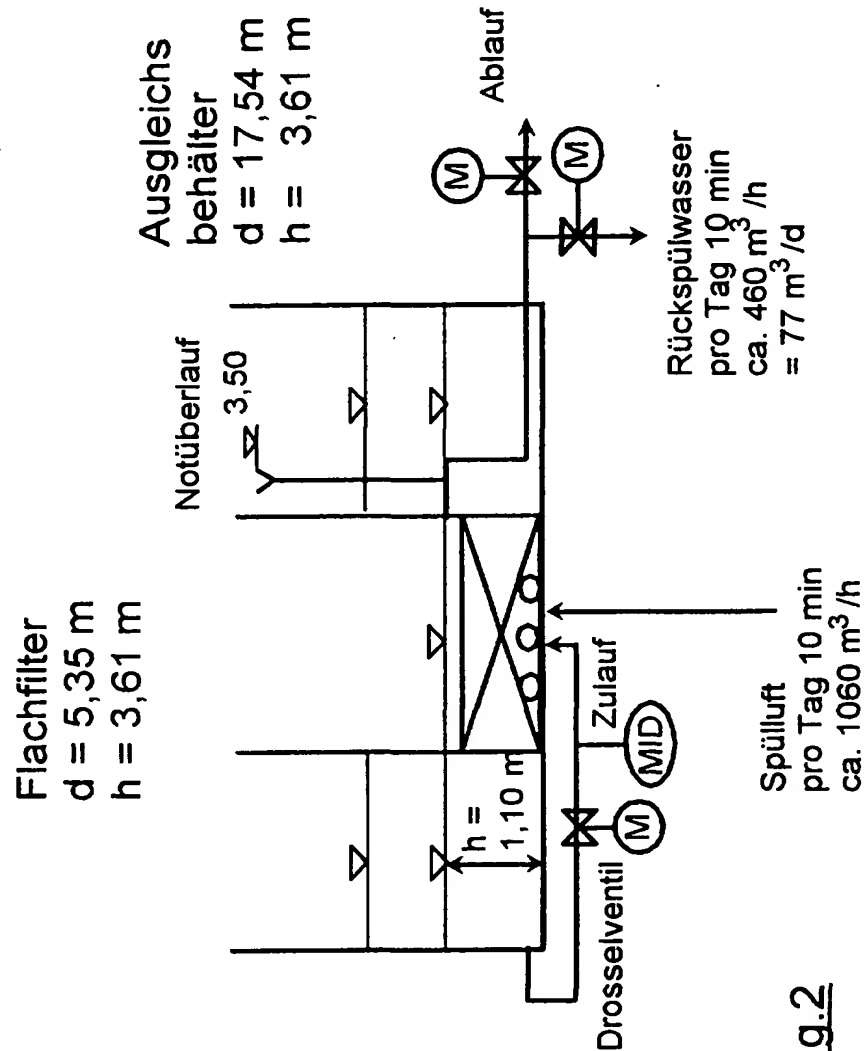 Flachfilter
d = 5,35 m
h = 3,61 m
Ausgleichs
behälter
d = 17,54 m
h = 3,61 m
Notüberlauf
3,50
h =
1,10 m
M
Ablauf
M
Rückspülwasser
pro Tag 10 min
ca. 460 m³/h
= 77 m³/d
Zulauf
MID
M
Drosselventil
Spülluft
pro Tag 10 min
ca. 1060 m³/h
g.2